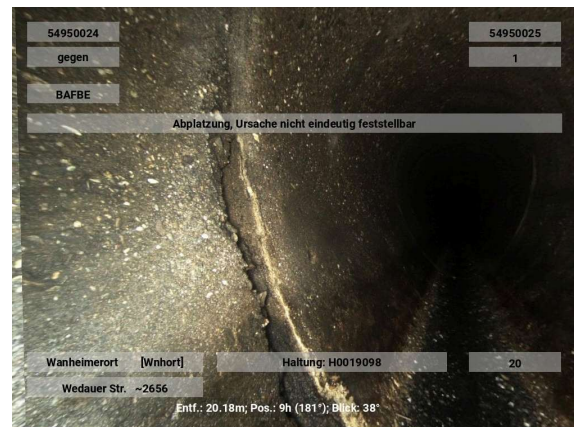 54950024
54950025
gegen
1
BAFBE
Abplatzung, Ursache nicht eindeutig feststellbar
Wanheimerort [Wnhort]
Haltung: H0019098
20
Wedauer Str. ~2656
Entf.: 20.18m; Pos.: 9h (181°); Blick: 38°